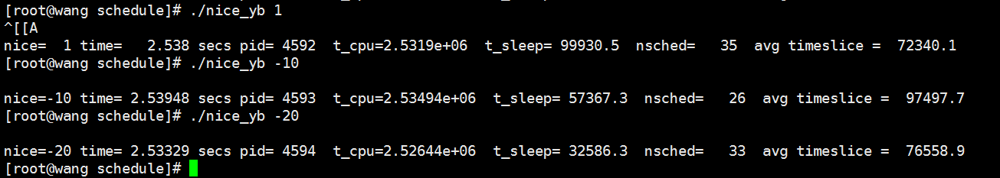 [root@wang schedule]# ./nice_yb 1
^[[A
nice=  1 time=   2.538 secs pid= 4592  t_cpu=2.5319e+06  t_sleep= 99930.5  nsched=   35  avg timeslice =  72340.1
[root@wang schedule]# ./nice_yb -10
nice=-10 time= 2.53948 secs pid= 4593  t_cpu=2.53494e+06  t_sleep= 57367.3  nsched=   26  avg timeslice =  97497.7
[root@wang schedule]# ./nice_yb -20
nice=-20 time= 2.53329 secs pid= 4594  t_cpu=2.52644e+06  t_sleep= 32586.3  nsched=   33  avg timeslice =  76558.9
[root@wang schedule]#